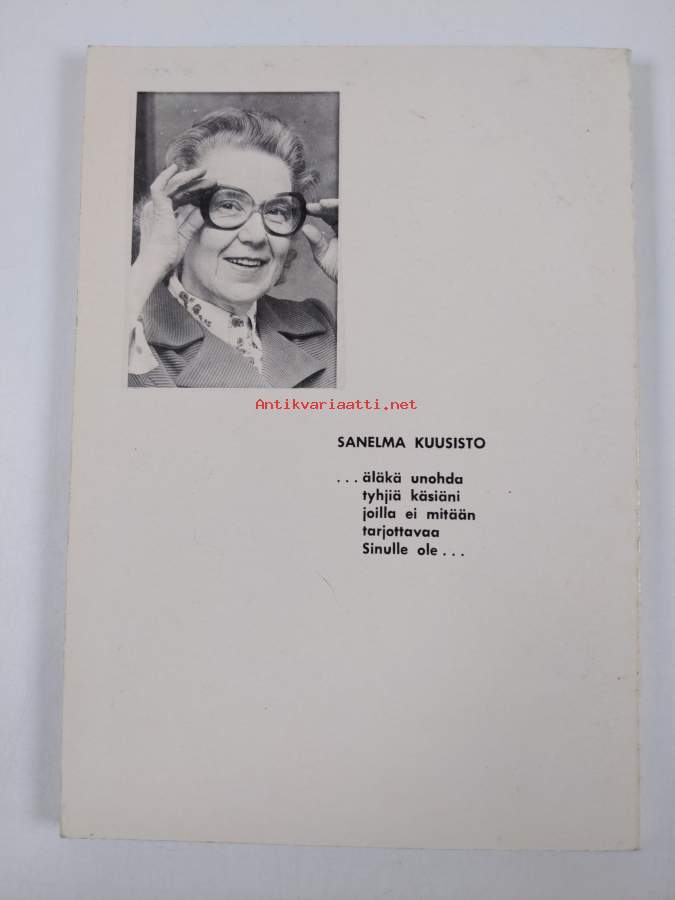 Antikvariaatti.net
SANELMA KUUSISTO
...äläkä unohda
tyhjiä käsiäni
joilla ei mitään
tarjottavaa
Sinulle ole...